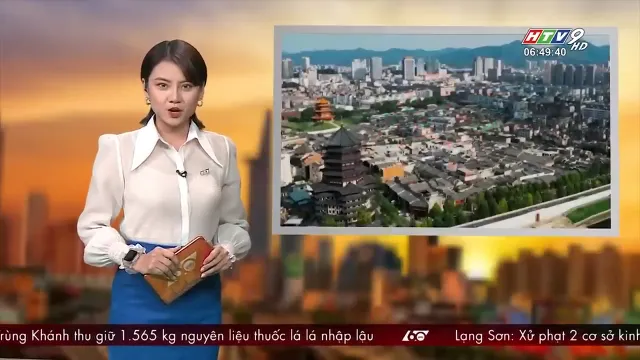 HTV9
HD
06:49:40
rùng Khánh thu giữ 1.565 kg nguyên liệu thuốc lá lá nhập lậu
60
Lạng Sơn: Xử phạt 2 cơ sở kinh